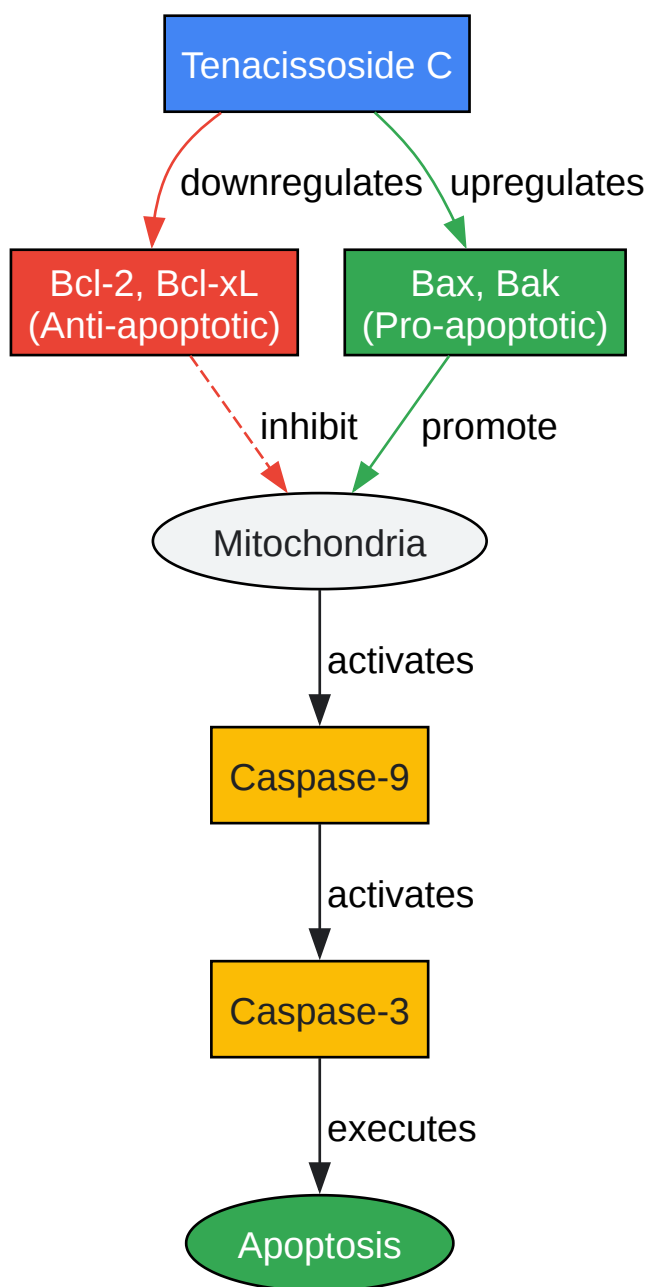 Tenacissoside C
downregulates
upregulates
Bcl-2, Bcl-xL
(Anti-apoptotic)
Bax, Bak
(Pro-apoptotic)
inhibit
promote
Mitochondria
activates
Caspase-9
activates
Caspase-3
executes
Apoptosis